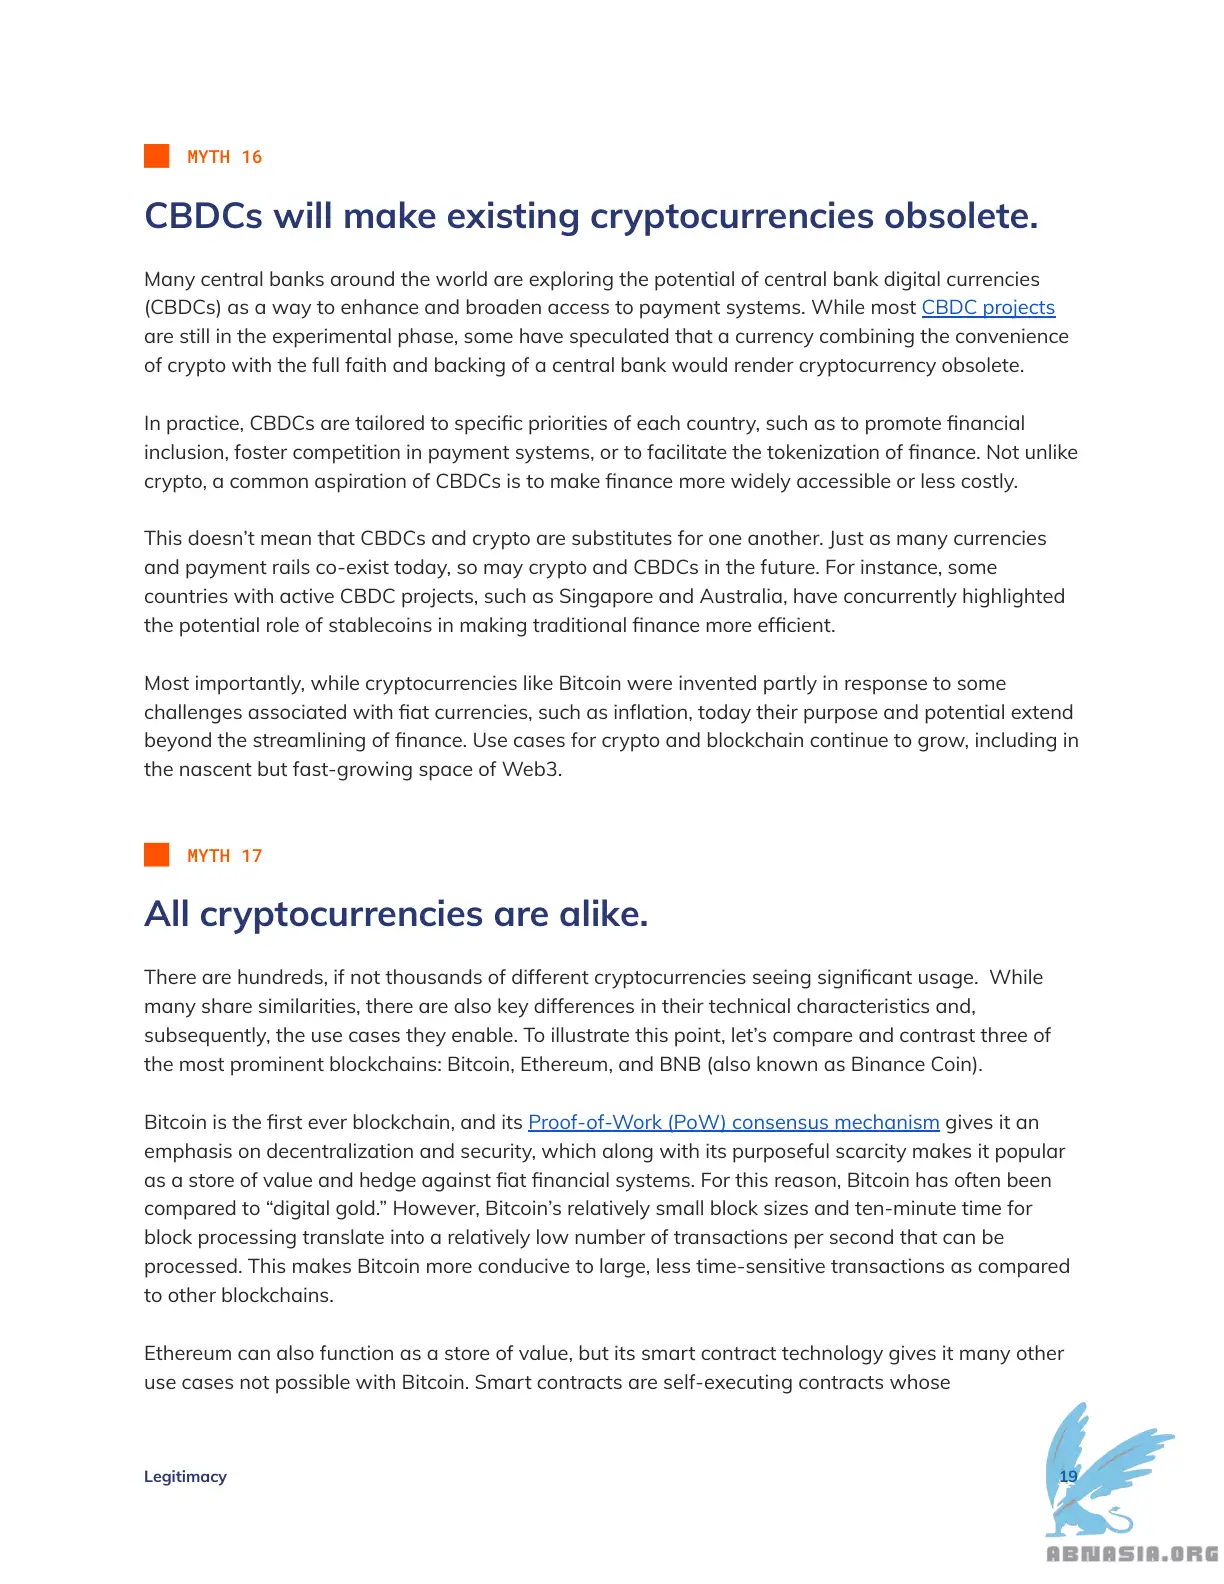 MYTH 16
CBDCs will make existing cryptocurrencies obsolete.
Many central banks around the world are exploring the potential of central bank digital currencies
(CBDCs) as a way to enhance and broaden access to payment systems. While most CBDC projects
are still in the experimental phase, some have speculated that a currency combining the convenience
of crypto with the full faith and backing of a central bank would render cryptocurrency obsolete.
In practice, CBDCs are tailored to specific priorities of each country, such as to promote financial
inclusion, foster competition in payment systems, or to facilitate the tokenization of finance. Not unlike
crypto, a common aspiration of CBDCs is to make finance more widely accessible or less costly.
This doesn’t mean that CBDCs and crypto are substitutes for one another. Just as many currencies
and payment rails co-exist today, so may crypto and CBDCs in the future. For instance, some
countries with active CBDC projects, such as Singapore and Australia, have concurrently highlighted
the potential role of stablecoins in making traditional finance more efficient.
Most importantly, while cryptocurrencies like Bitcoin were invented partly in response to some
challenges associated with fiat currencies, such as inflation, today their purpose and potential extend
beyond the streamlining of finance. Use cases for crypto and blockchain continue to grow, including in
the nascent but fast-growing space of Web3.
MYTH 17
All cryptocurrencies are alike.
There are hundreds, if not thousands of different cryptocurrencies seeing significant usage.  While
many share similarities, there are also key differences in their technical characteristics and,
subsequently, the use cases they enable. To illustrate this point, let’s compare and contrast three of
the most prominent blockchains: Bitcoin, Ethereum, and BNB (also known as Binance Coin).
Bitcoin is the first ever blockchain, and its Proof-of-Work (PoW) consensus mechanism gives it an
emphasis on decentralization and security, which along with its purposeful scarcity makes it popular
as a store of value and hedge against fiat financial systems. For this reason, Bitcoin has often been
compared to “digital gold.” However, Bitcoin’s relatively small block sizes and ten-minute time for
block processing translate into a relatively low number of transactions per second that can be
processed. This makes Bitcoin more conducive to large, less time-sensitive transactions as compared
to other blockchains.
Ethereum can also function as a store of value, but its smart contract technology gives it many other
use cases not possible with Bitcoin. Smart contracts are self-executing contracts whose
Legitimacy
19
ABNASIA.ORG